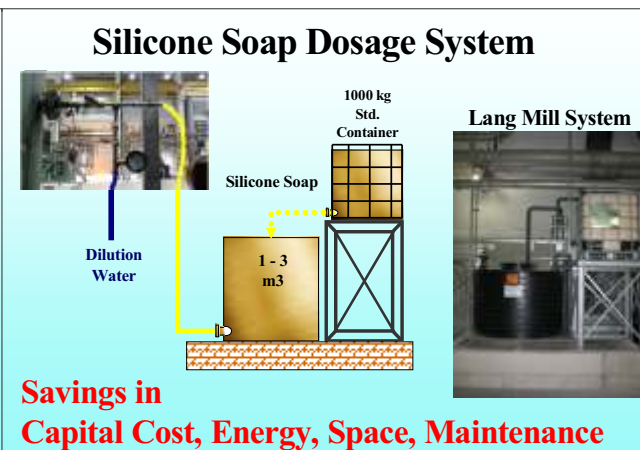 Silicone Soap Dosage System
1000 kg
Std.
Container
Lang Mill System
Silicone Soap
Dilution
Water
1 - 3
m3
Savings in
Capital Cost, Energy, Space, Maintenance